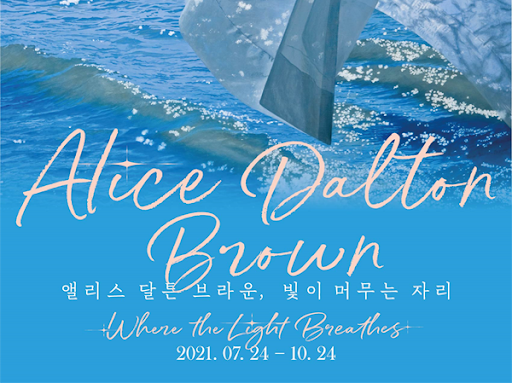 Alice Dalton
Brown
앨리스 달튼 브라운, 빛이 머무는 자리
Where the Light Breathes
2021. 07. 24 – 10. 24